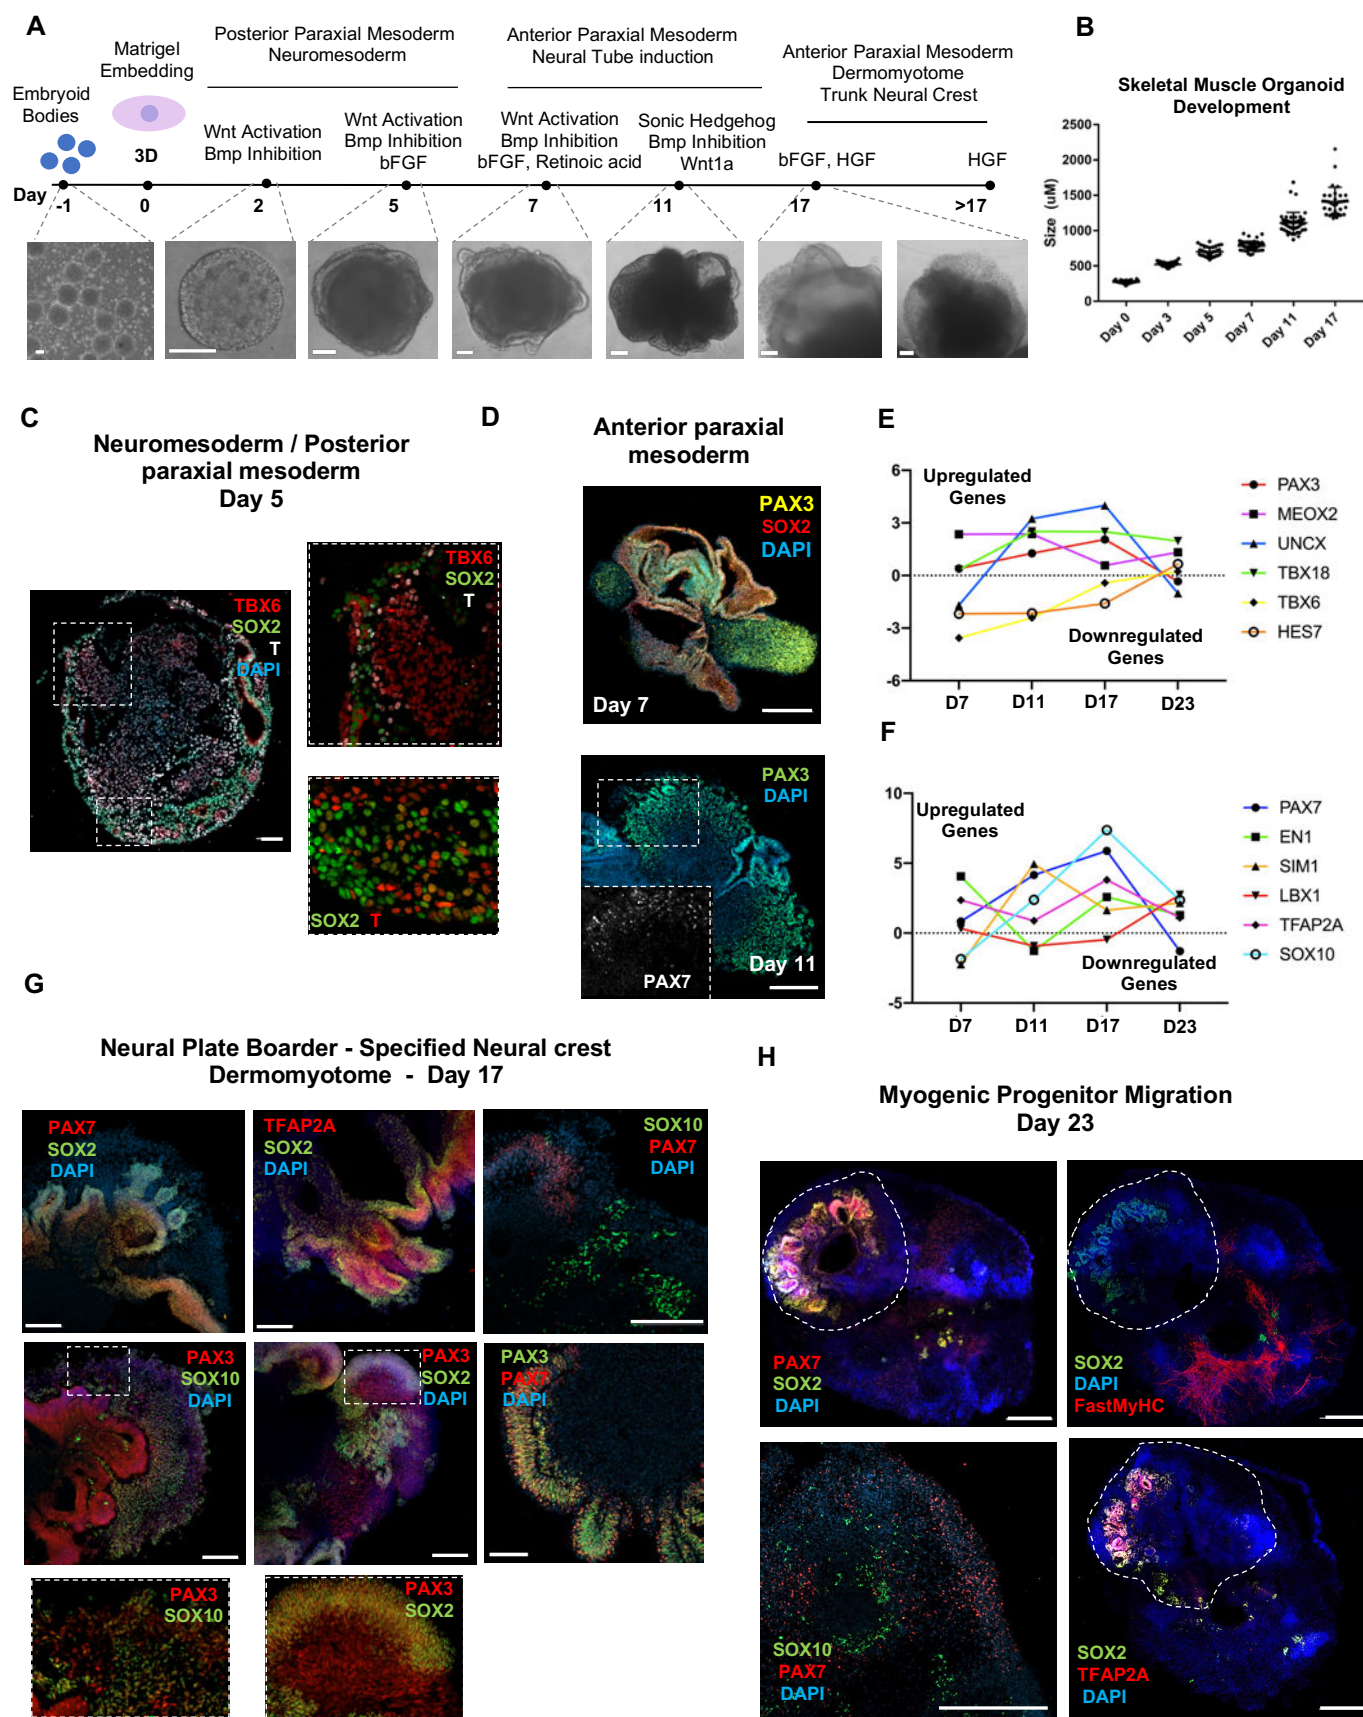 A
Posterior Paraxial Mesoderm
Neuromesoderm
Anterior Paraxial Mesoderm
Neural Tube induction
Anterior Paraxial Mesoderm
Dermomyotome
Trunk Neural Crest
Matrigel
Embedding
Embryoid
Bodies
3D
Wnt Activation
Bmp Inhibition
Wnt Activation
Bmp Inhibition
bFGF
Wnt Activation
Bmp Inhibition
bFGF, Retinoic acid
Sonic Hedgehog
Bmp Inhibition
Wnt1a
bFGF, HGF
HGF
Day
-1
0
2
5
7
11
17
>17
B
Skeletal Muscle Organoid
Development
Size (uM)
2500
2000
1500
1000
500
0
Day 0
Day 3
Day 5
Day 7
Day 11
Day 17
C
Neuromesoderm / Posterior
paraxial mesoderm
Day 5
TBX6
SOX2
T
DAPI
TBX6
SOX2
T
SOX2 T
D
Anterior paraxial
mesoderm
PAX3
SOX2
DAPI
Day 7
PAX3
DAPI
PAX7
Day 11
E
6
3
0
-3
-6
Upregulated
Genes
Downregulated
Genes
D7
D11
D17
D23
PAX3
MEOX2
UNCX
TBX18
TBX6
HES7
F
10
5
0
-5
Upregulated
Genes
Downregulated
Genes
D7
D11
D17
D23
PAX7
EN1
SIM1
LBX1
TFAP2A
SOX10
G
Neural Plate Boarder - Specified Neural crest
Dermomyotome - Day 17
PAX7
SOX2
DAPI
TFAP2A
SOX2
DAPI
SOX10
PAX7
DAPI
PAX3
SOX10
DAPI
PAX3
SOX2
DAPI
PAX3
PAX7
DAPI
PAX3
SOX10
PAX3
SOX2
H
Myogenic Progenitor Migration
Day 23
PAX7
SOX2
DAPI
SOX2
DAPI
FastMyHC
SOX10
PAX7
DAPI
SOX2
TFAP2A
DAPI